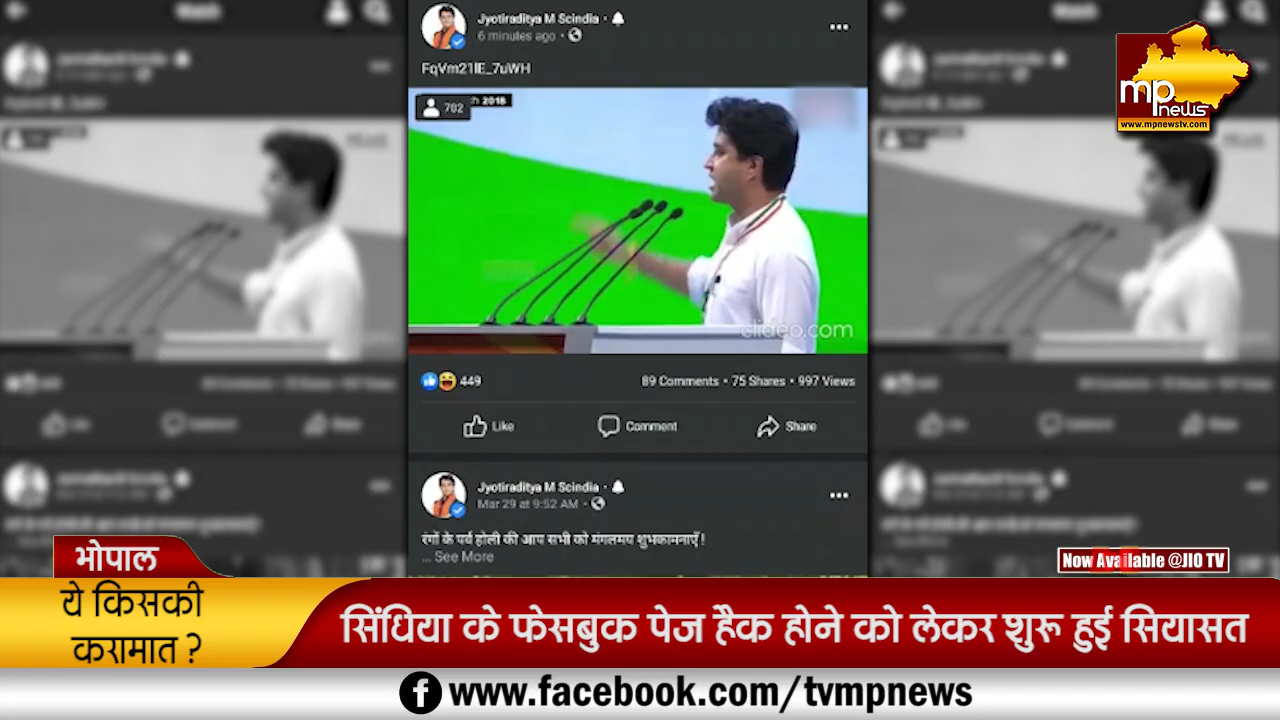 Jyotiraditya M Scindia
6 minutes ago
FqVm21lE_7uWH
702
h 2018
clideo.com
449
89 Comments • 75 Shares • 997 Views
Like
Comment
Share
Jyotiraditya M Scindia
Mar 29 at 9:52 AM
रंगों के पर्व होली की आप सभी को मंगलमय शुभकामनाएँ!
... See More
mp
news
www.mpnewstv.com
Now Available @JIO TV
भोपाल
ये किसकी
करामात ?
सिंधिया के फेसबुक पेज हैक होने को लेकर शुरू हुई सियासत
www.facebook.com/tvmpnews